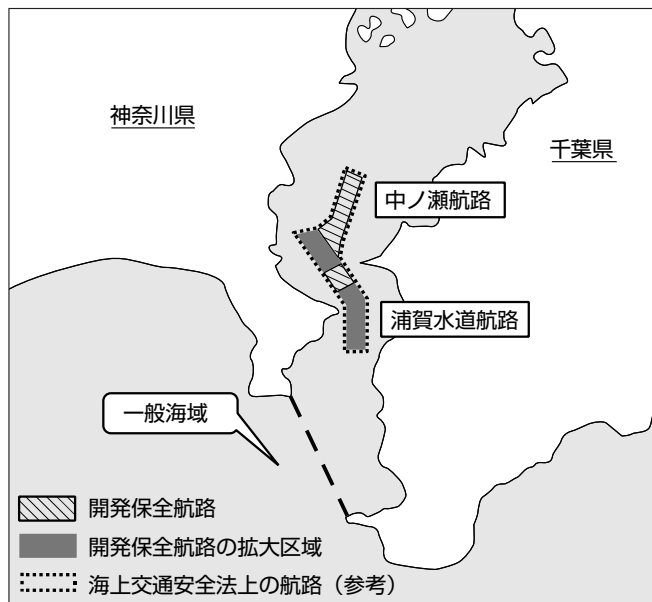 神奈川県
千葉県
中ノ瀬航路
浦賀水道航路
一般海域
開発保全航路
開発保全航路の拡大区域
海上交通安全法上の航路（参考）